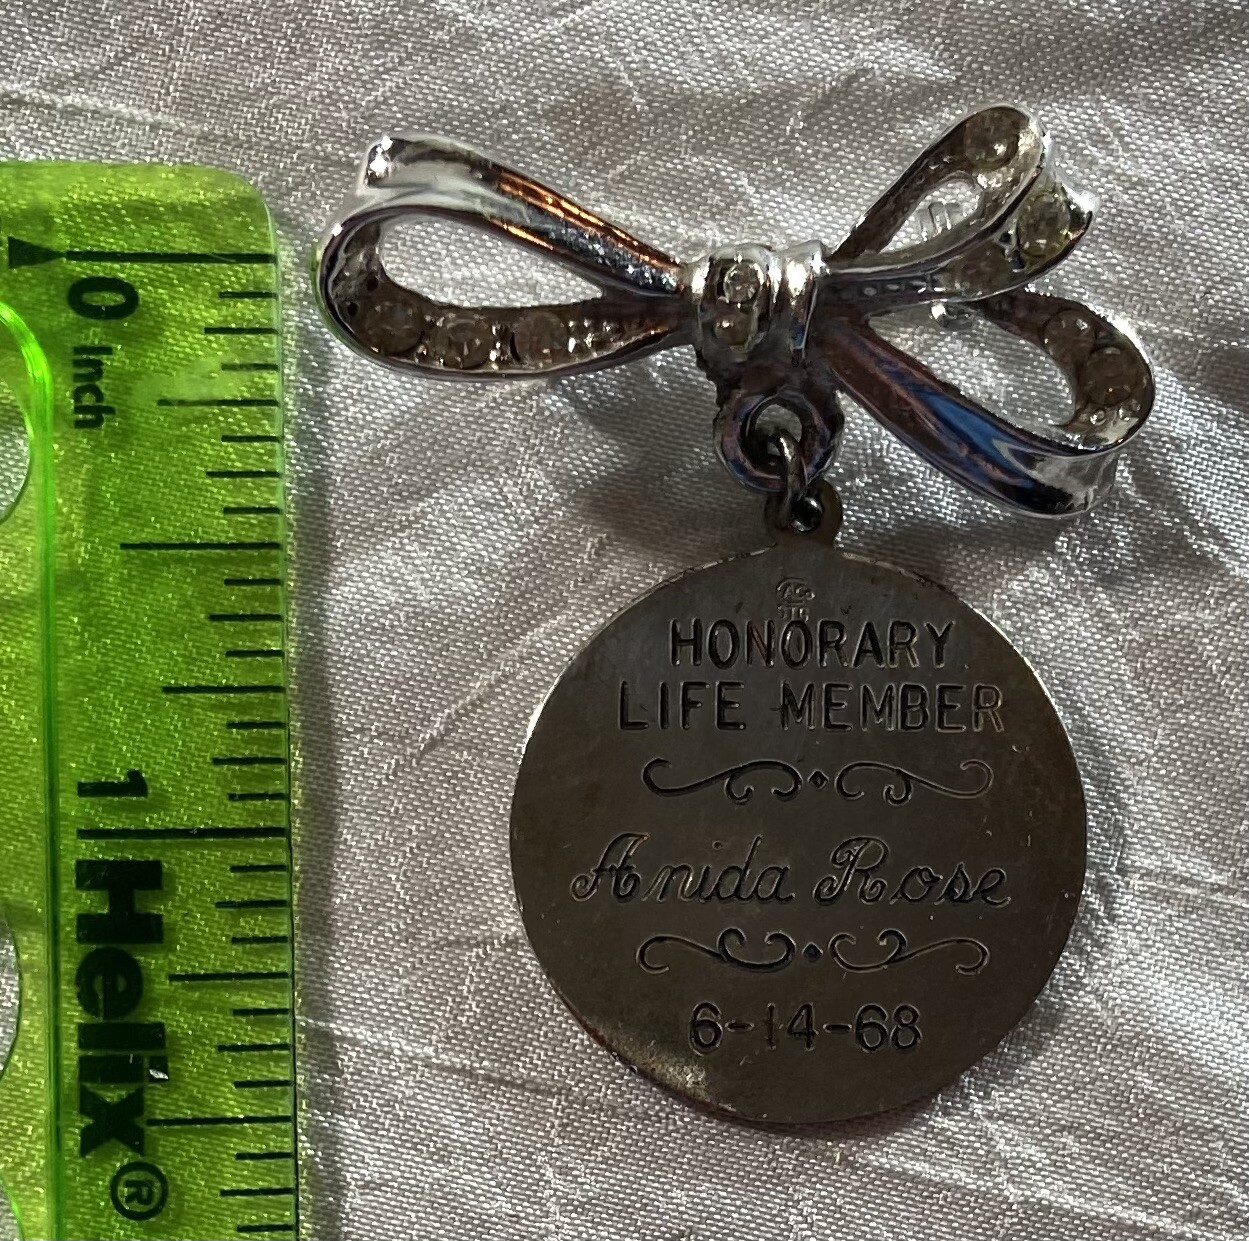 HONORARY
LIFE MEMBER
Anida Rose
6-14-68
0 Inch
1
Helix®